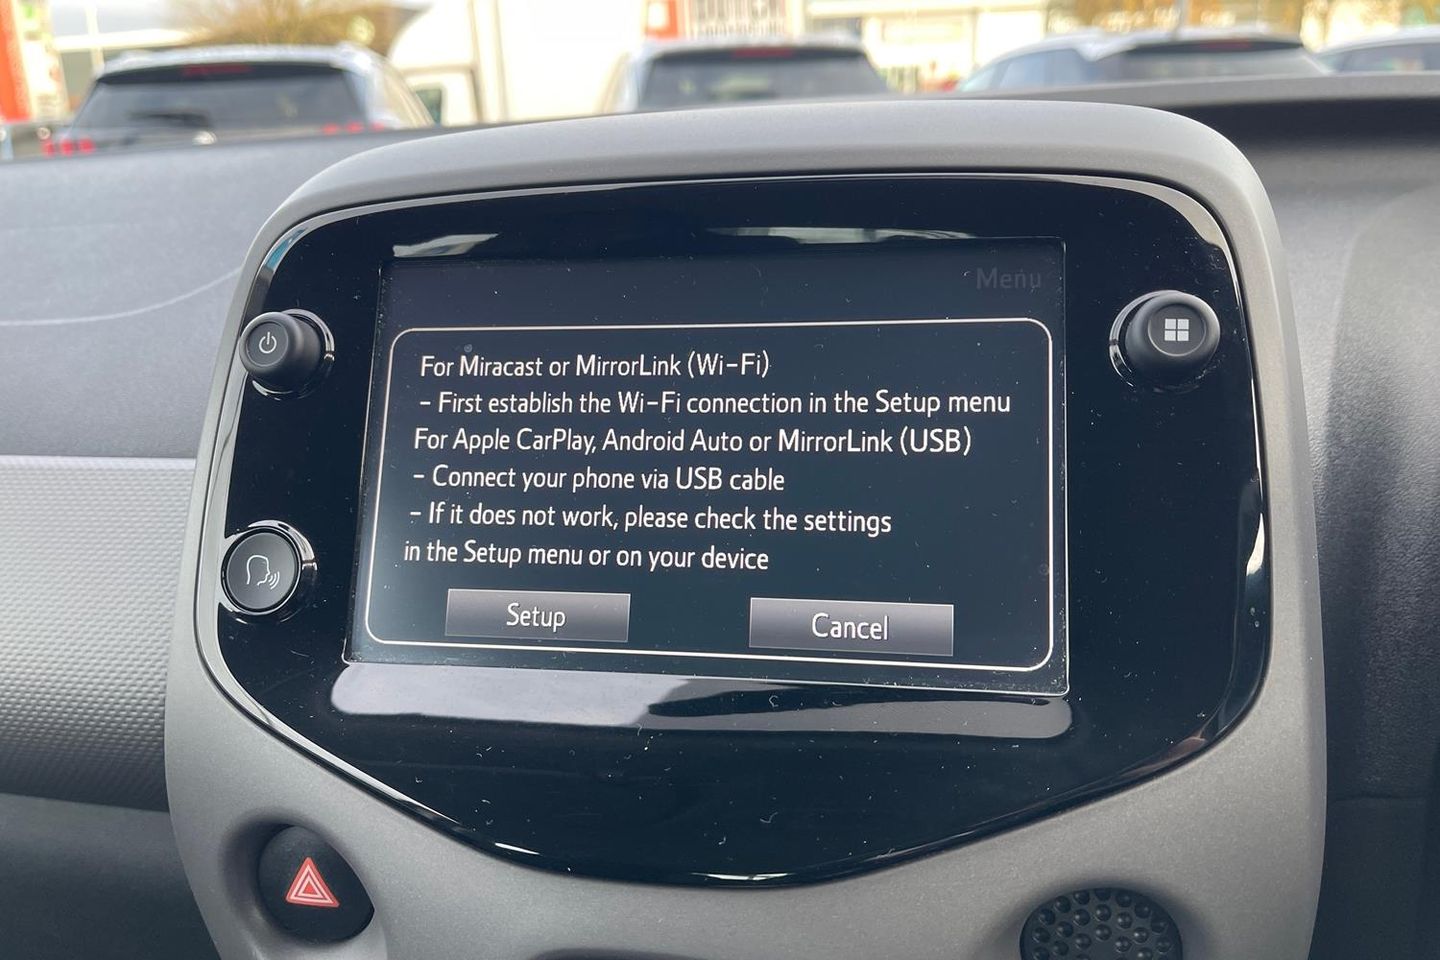 Menu
For Miracast or MirrorLink (Wi-Fi)
- First establish the Wi-Fi connection in the Setup menu
For Apple CarPlay, Android Auto or MirrorLink (USB)
- Connect your phone via USB cable
- If it does not work, please check the settings
in the Setup menu or on your device
Setup
Cancel